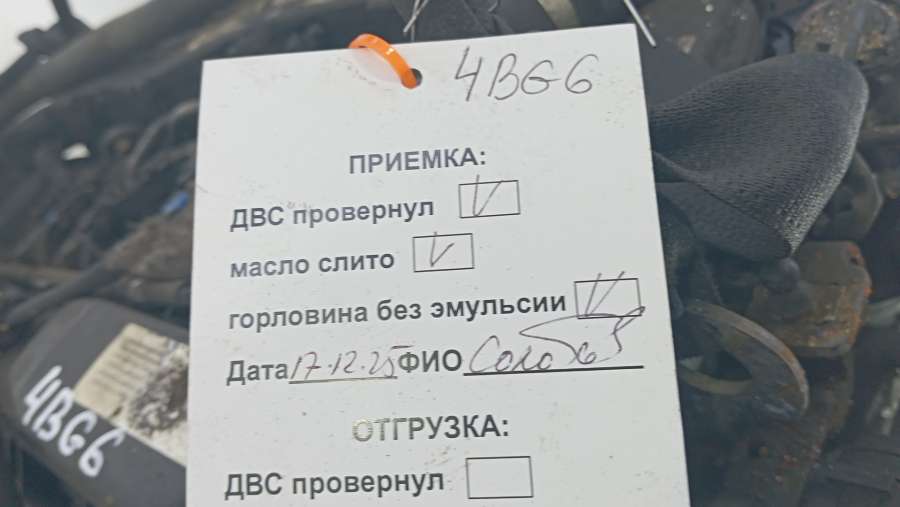 4BG6
ПРИЕМКА:
ДВС провернул V
масло слито V
горловина без эмульсии V
Дата 17.12.25 ФИО
ОТГРУЗКА:
ДВС провернул
4BG6